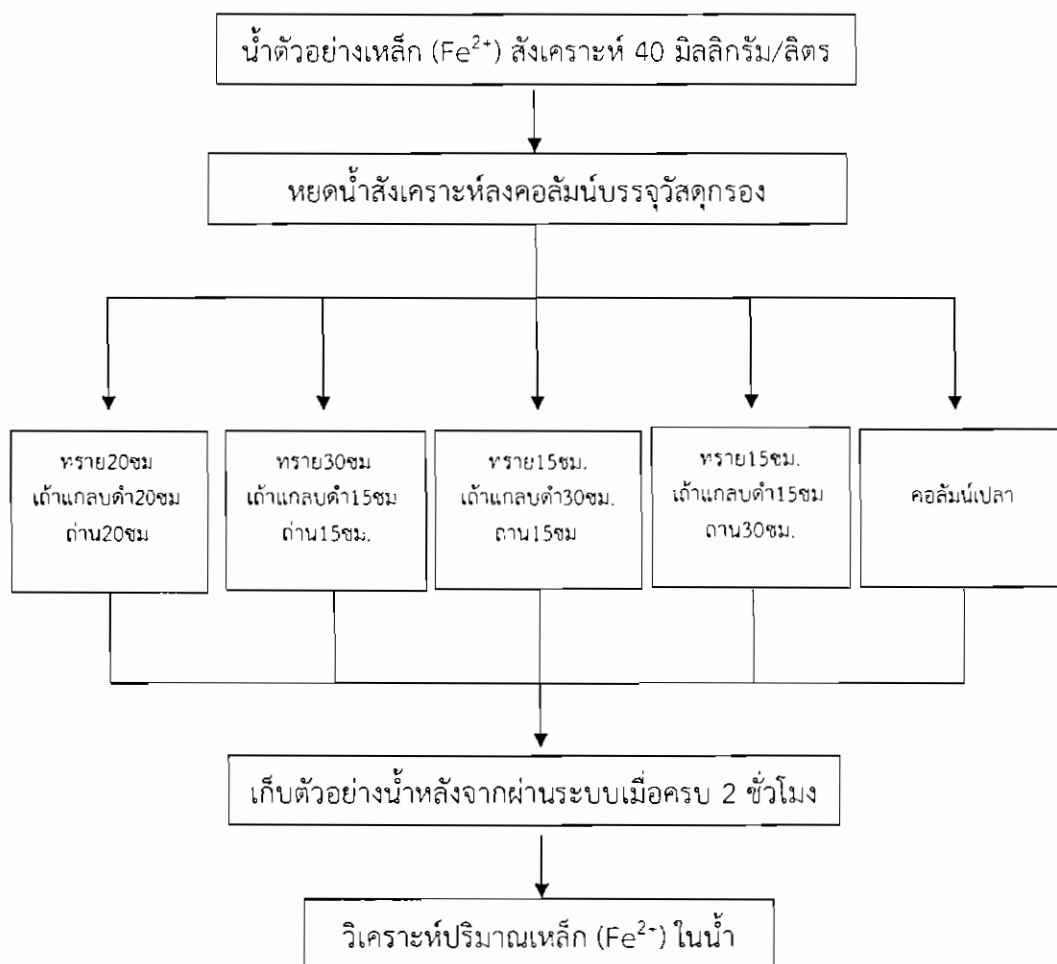 น้ำตัวอย่างเหล็ก (Fe²⁺) สังเคราะห์ 40 มิลลิกรัม/ลิตร
หยดน้ำสังเคราะห์ลงคอลัมน์บรรจุวัสดุกรอง
ทราย20ซม
เถ้าแกลบดำ20ซม
ถ่าน20ซม
ทราย30ซม
เถ้าแกลบดำ15ซม
ถ่าน15ซม.
ทราย15ซม.
เถ้าแกลบดำ30ซม.
ถาน15ซม
ทราย15ซม.
เถ้าแกลบดำ15ซม
ถาน30ซม.
คอลัมน์เปลา
เก็บตัวอย่างน้ำหลังจากผ่านระบบเมื่อครบ 2 ชั่วโมง
วิเคราะห์ปริมาณเหล็ก (Fe²⁺) ในน้ำ